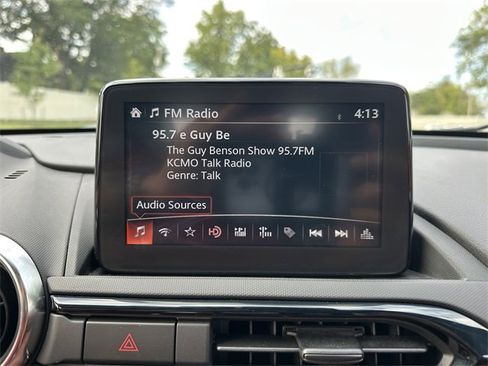 FM Radio 4:13
95.7 e Guy Be
The Guy Benson Show 95.7FM
KCMO Talk Radio
Genre: Talk
Audio Sources
HD